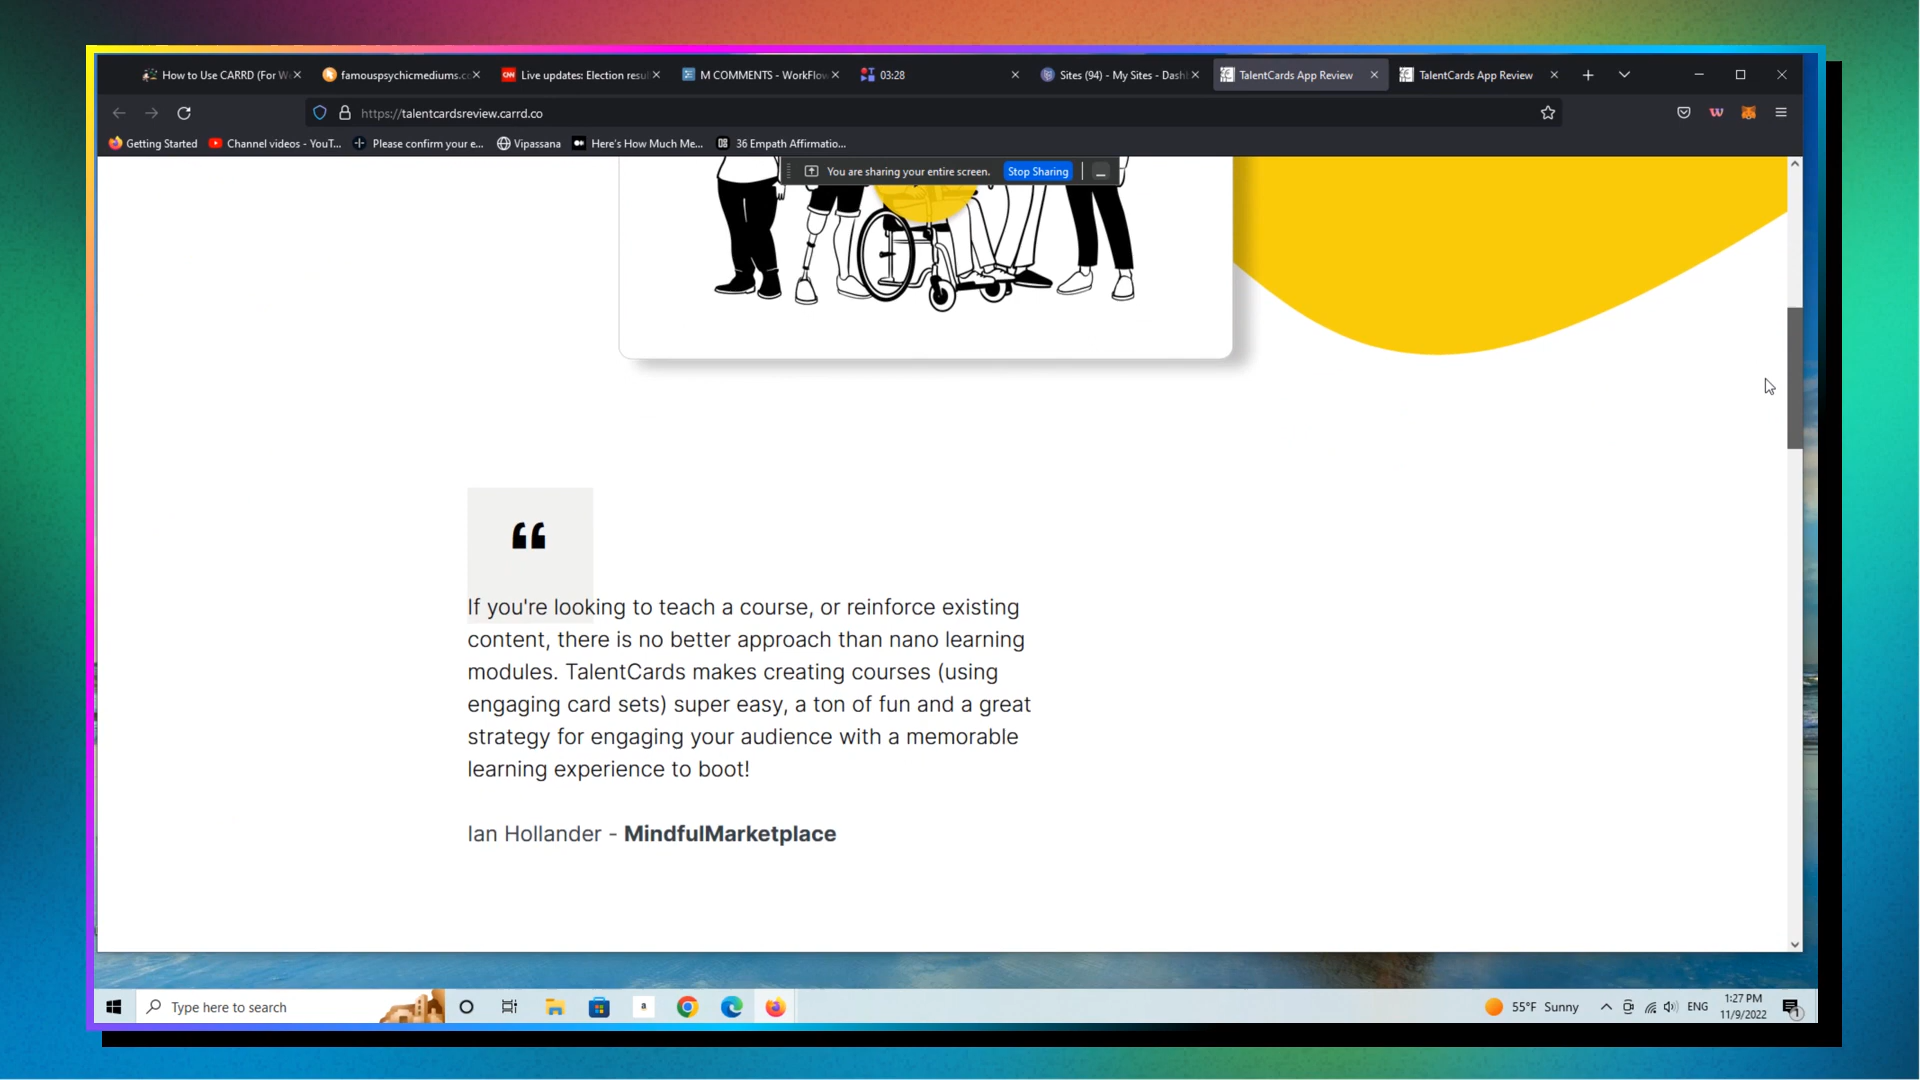 How to Use CARRD (For W
famouspsychicmediums.c
Live updates: Election resu
M COMMENTS - WorkFlow
03:28
Sites (94) - My Sites - Dash
TalentCards App Review
TalentCards App Review
https://talentcardsreview.carrd.co
Getting Started
Channel videos - YouT...
Please confirm your e...
Vipassana
Here's How Much Me...
36 Empath Affirmatio...
You are sharing your entire screen.
Stop Sharing
“
If you're looking to teach a course, or reinforce existing
content, there is no better approach than nano learning
modules. TalentCards makes creating courses (using
engaging card sets) super easy, a ton of fun and a great
strategy for engaging your audience with a memorable
learning experience to boot!
Ian Hollander - MindfulMarketplace
Type here to search
55°F Sunny
ENG
1:27 PM
11/9/2022
1